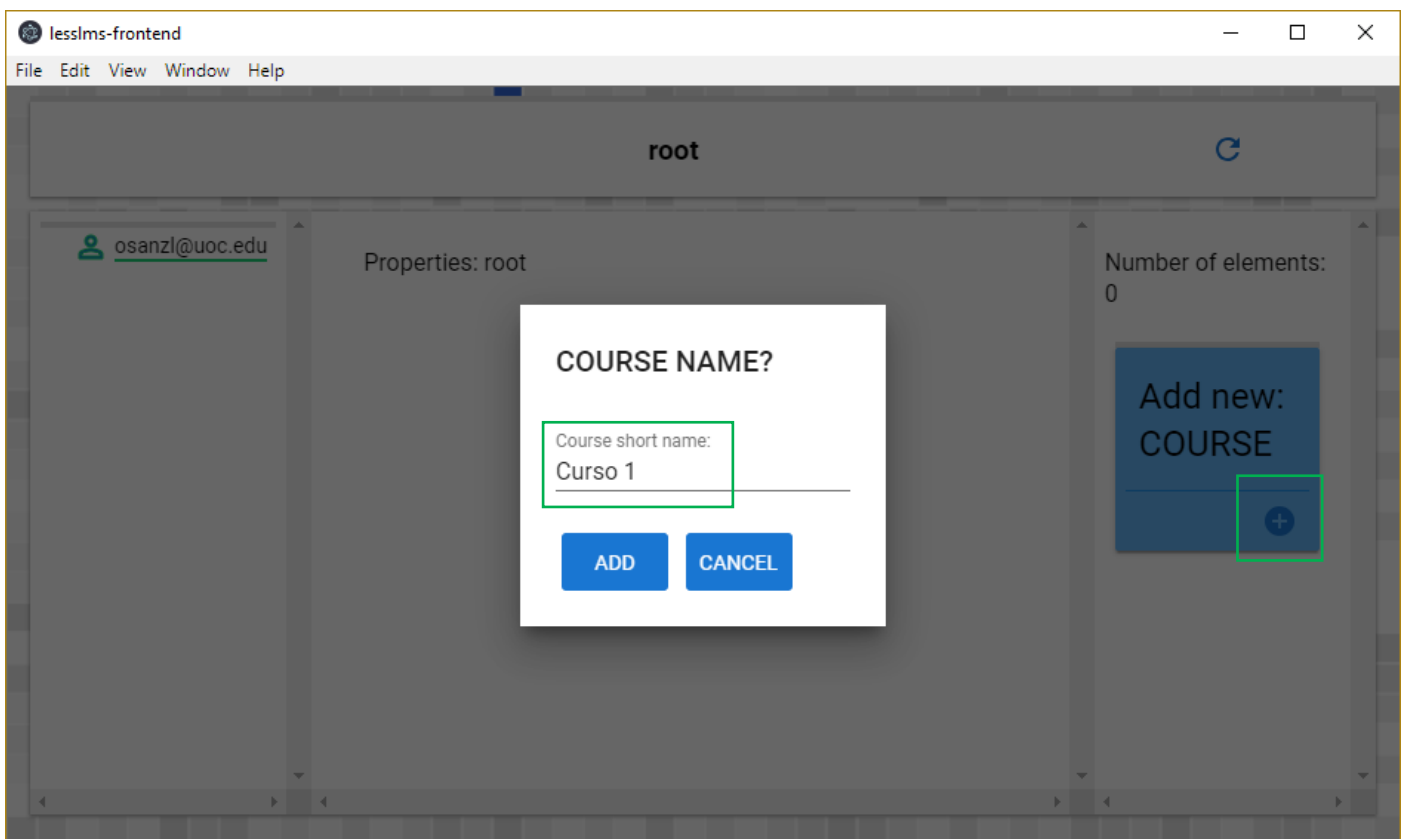 lesslms-frontend
File Edit View Window Help
root
osanzl@uoc.edu
Properties: root
Number of elements:
0
COURSE NAME?
Course short name:
Curso 1
ADD CANCEL
Add new:
COURSE